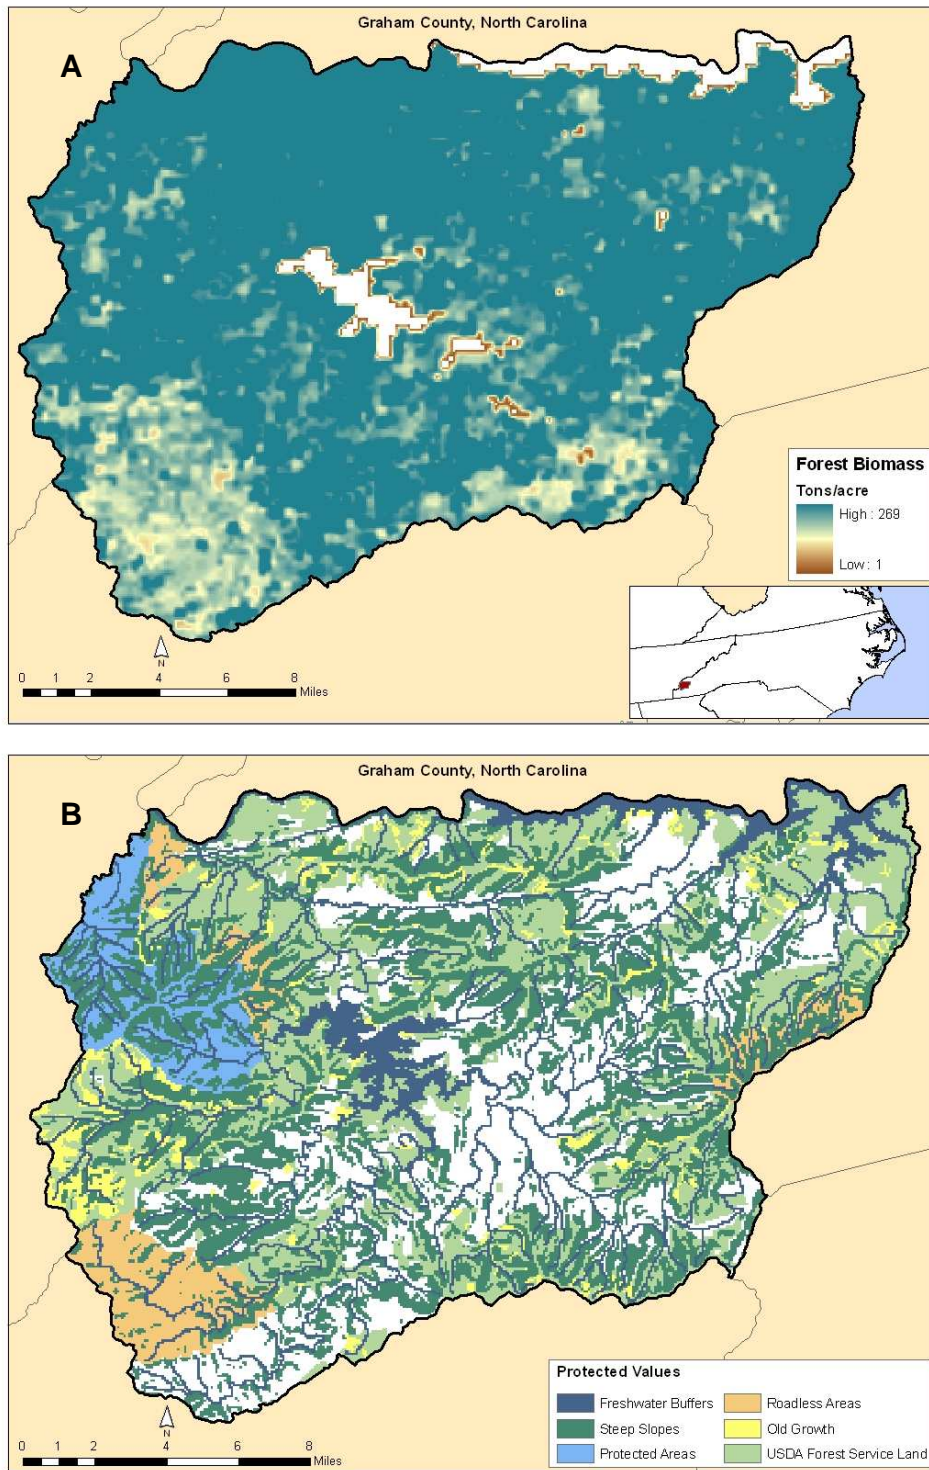 Graham County, North Carolina
A
Forest Biomass
Tons/acre
High : 269
Low : 1
N
0 1 2 4 6 8
Miles
Graham County, North Carolina
B
Protected Values
Freshwater Buffers
Roadless Areas
Steep Slopes
Old Growth
Protected Areas
USDA Forest Service Land
N
0 1 2 4 6 8
Miles